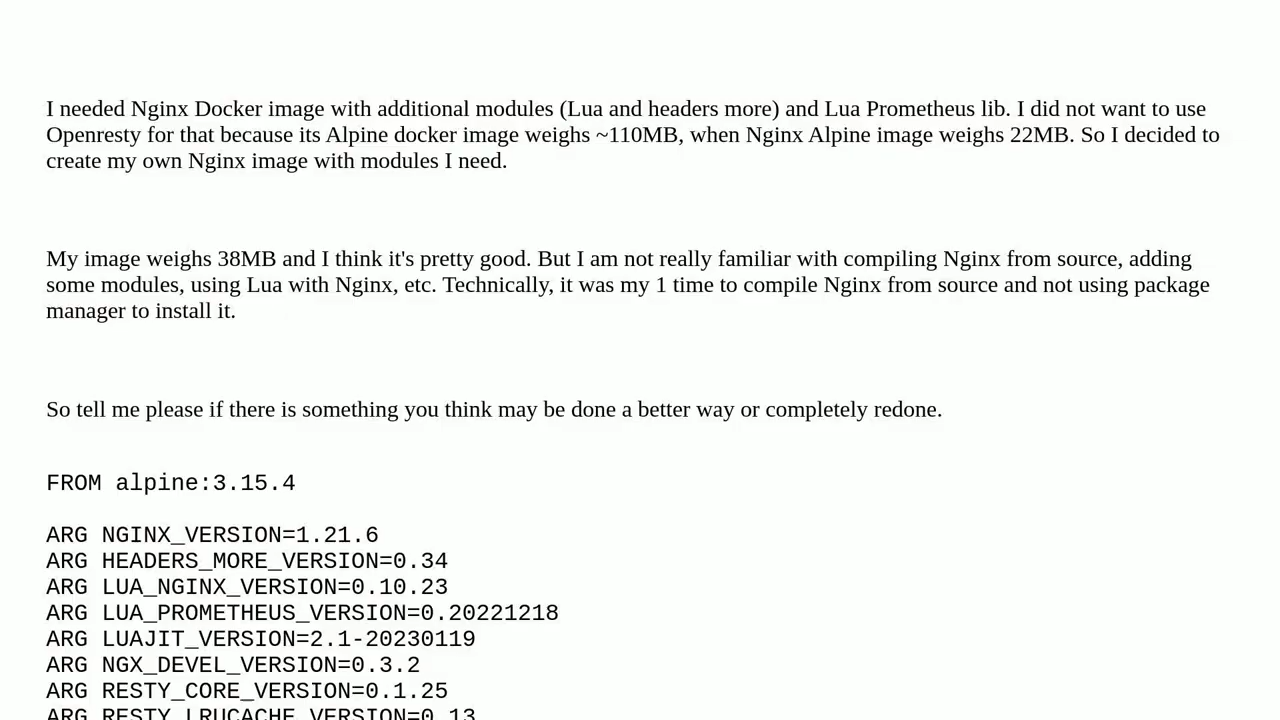 I needed Nginx Docker image with additional modules (Lua and headers more) and Lua Prometheus lib. I did not want to use
Openresty for that because its Alpine docker image weighs ~110MB, when Nginx Alpine image weighs 22MB. So I decided to
create my own Nginx image with modules I need.
My image weighs 38MB and I think it's pretty good. But I am not really familiar with compiling Nginx from source, adding
some modules, using Lua with Nginx, etc. Technically, it was my 1 time to compile Nginx from source and not using package
manager to install it.
So tell me please if there is something you think may be done a better way or completely redone.
FROM alpine:3.15.4
ARG NGINX_VERSION=1.21.6
ARG HEADERS_MORE_VERSION=0.34
ARG LUA_NGINX_VERSION=0.10.23
ARG LUA_PROMETHEUS_VERSION=0.20221218
ARG LUAJIT_VERSION=2.1-20230119
ARG NGX_DEVEL_VERSION=0.3.2
ARG RESTY_CORE_VERSION=0.1.25
ARG RESTY_LRUCACHE_VERSION=0.13